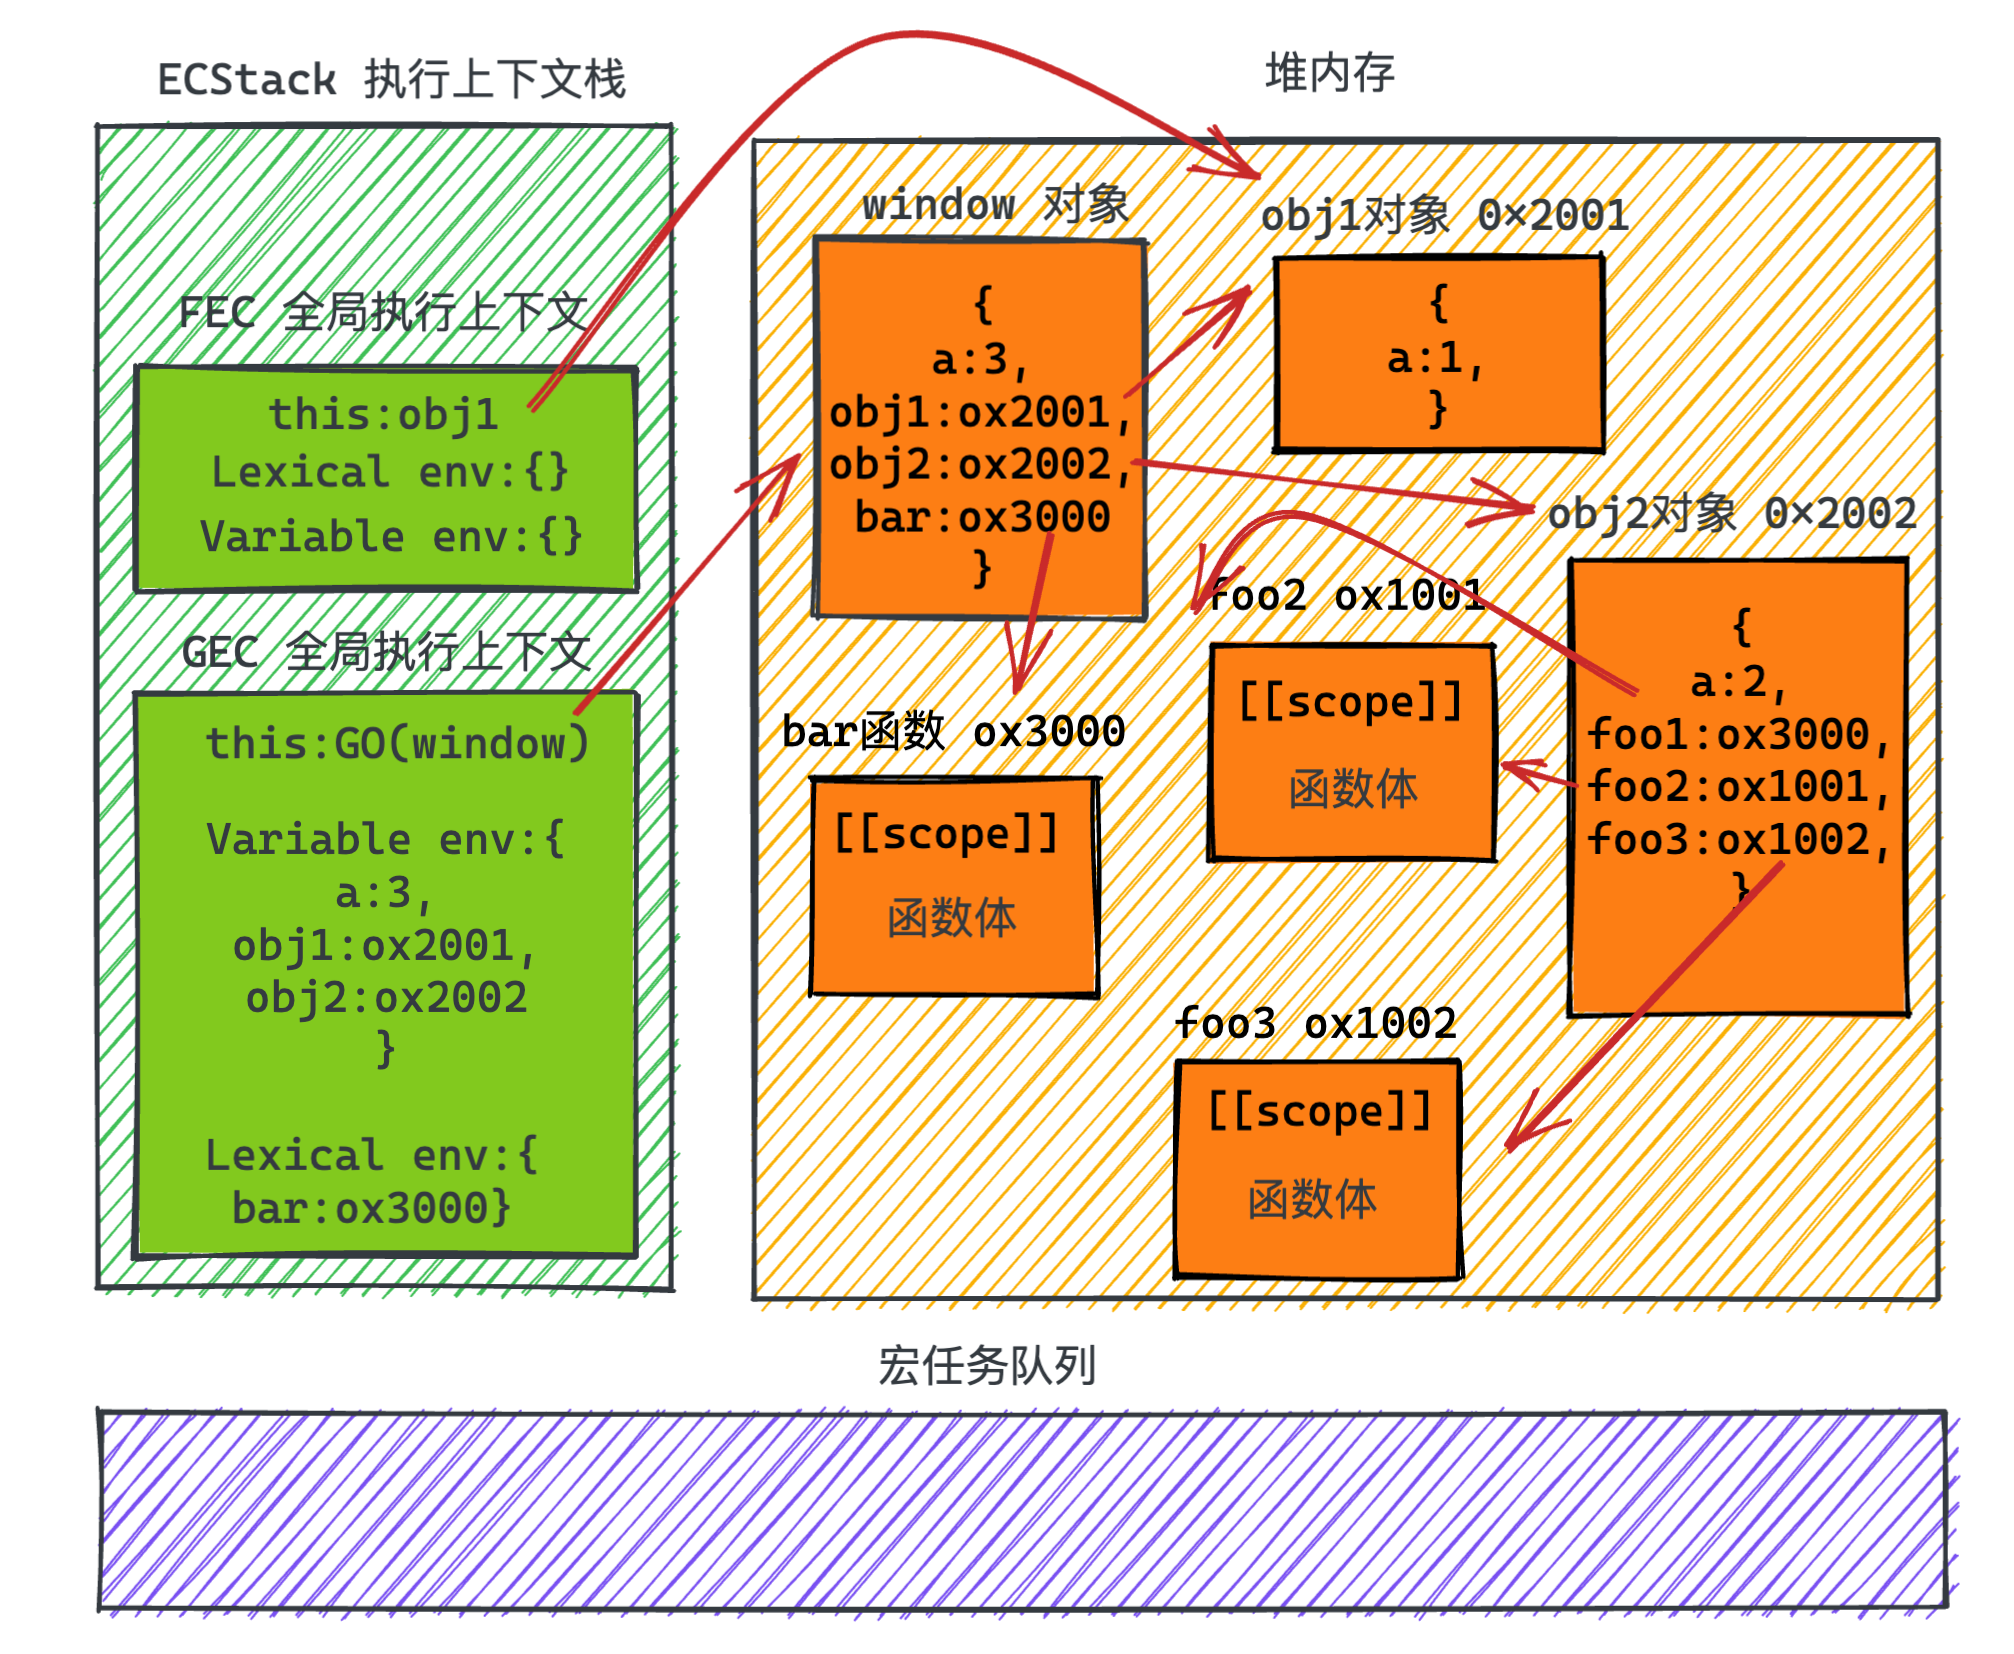 ECStack 执行上下文栈
FEC 全局执行上下文
this:obj1
Lexical env:{}
Variable env:{}
GEC 全局执行上下文
this:GO(window)
Variable env:{
a:3,
obj1:ox2001,
obj2:ox2002
}
Lexical env:{
bar:ox3000}
堆内存
window 对象
{
a:3,
obj1:ox2001,
obj2:ox2002,
bar:ox3000
}
obj1对象 0×2001
{
a:1,
}
obj2对象 0×2002
{
a:2,
foo1:ox3000,
foo2:ox1001,
foo3:ox1002,
}
foo2 ox1001
[[scope]]
函数体
bar函数 ox3000
[[scope]]
函数体
foo3 ox1002
[[scope]]
函数体
宏任务队列